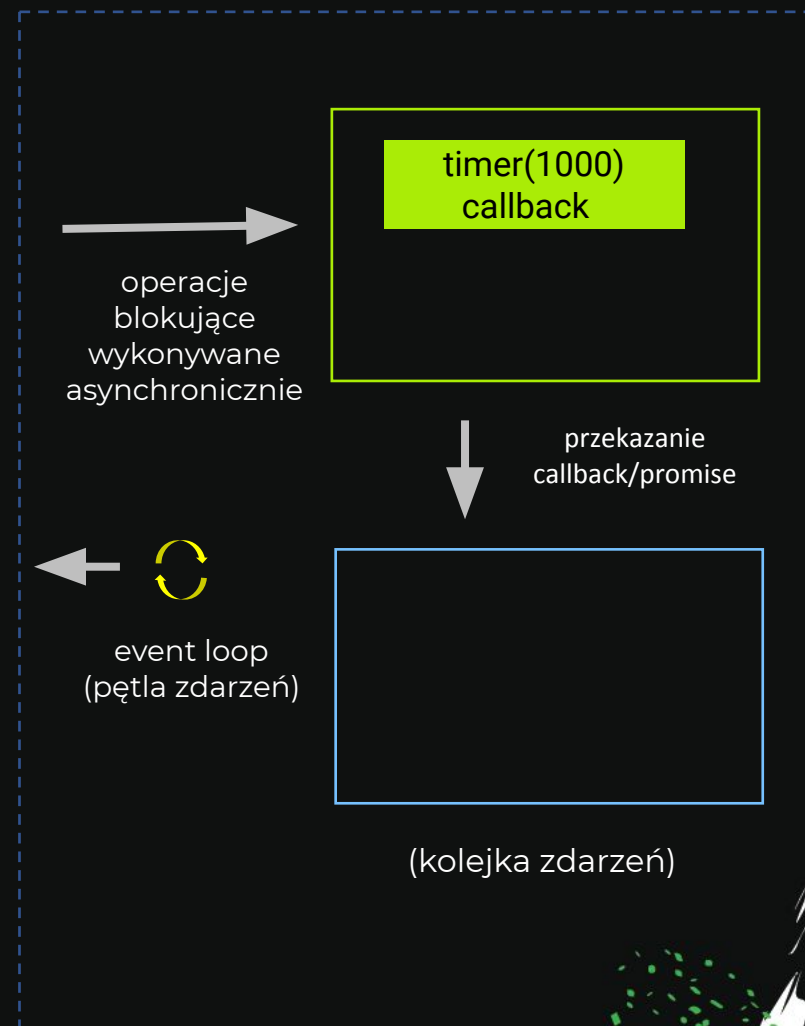 timer(1000)
callback
operacje
blokujące
wykonywane
asynchronicznie
przekazanie
callback/promise
event loop
(pętla zdarzeń)
(kolejka zdarzeń)